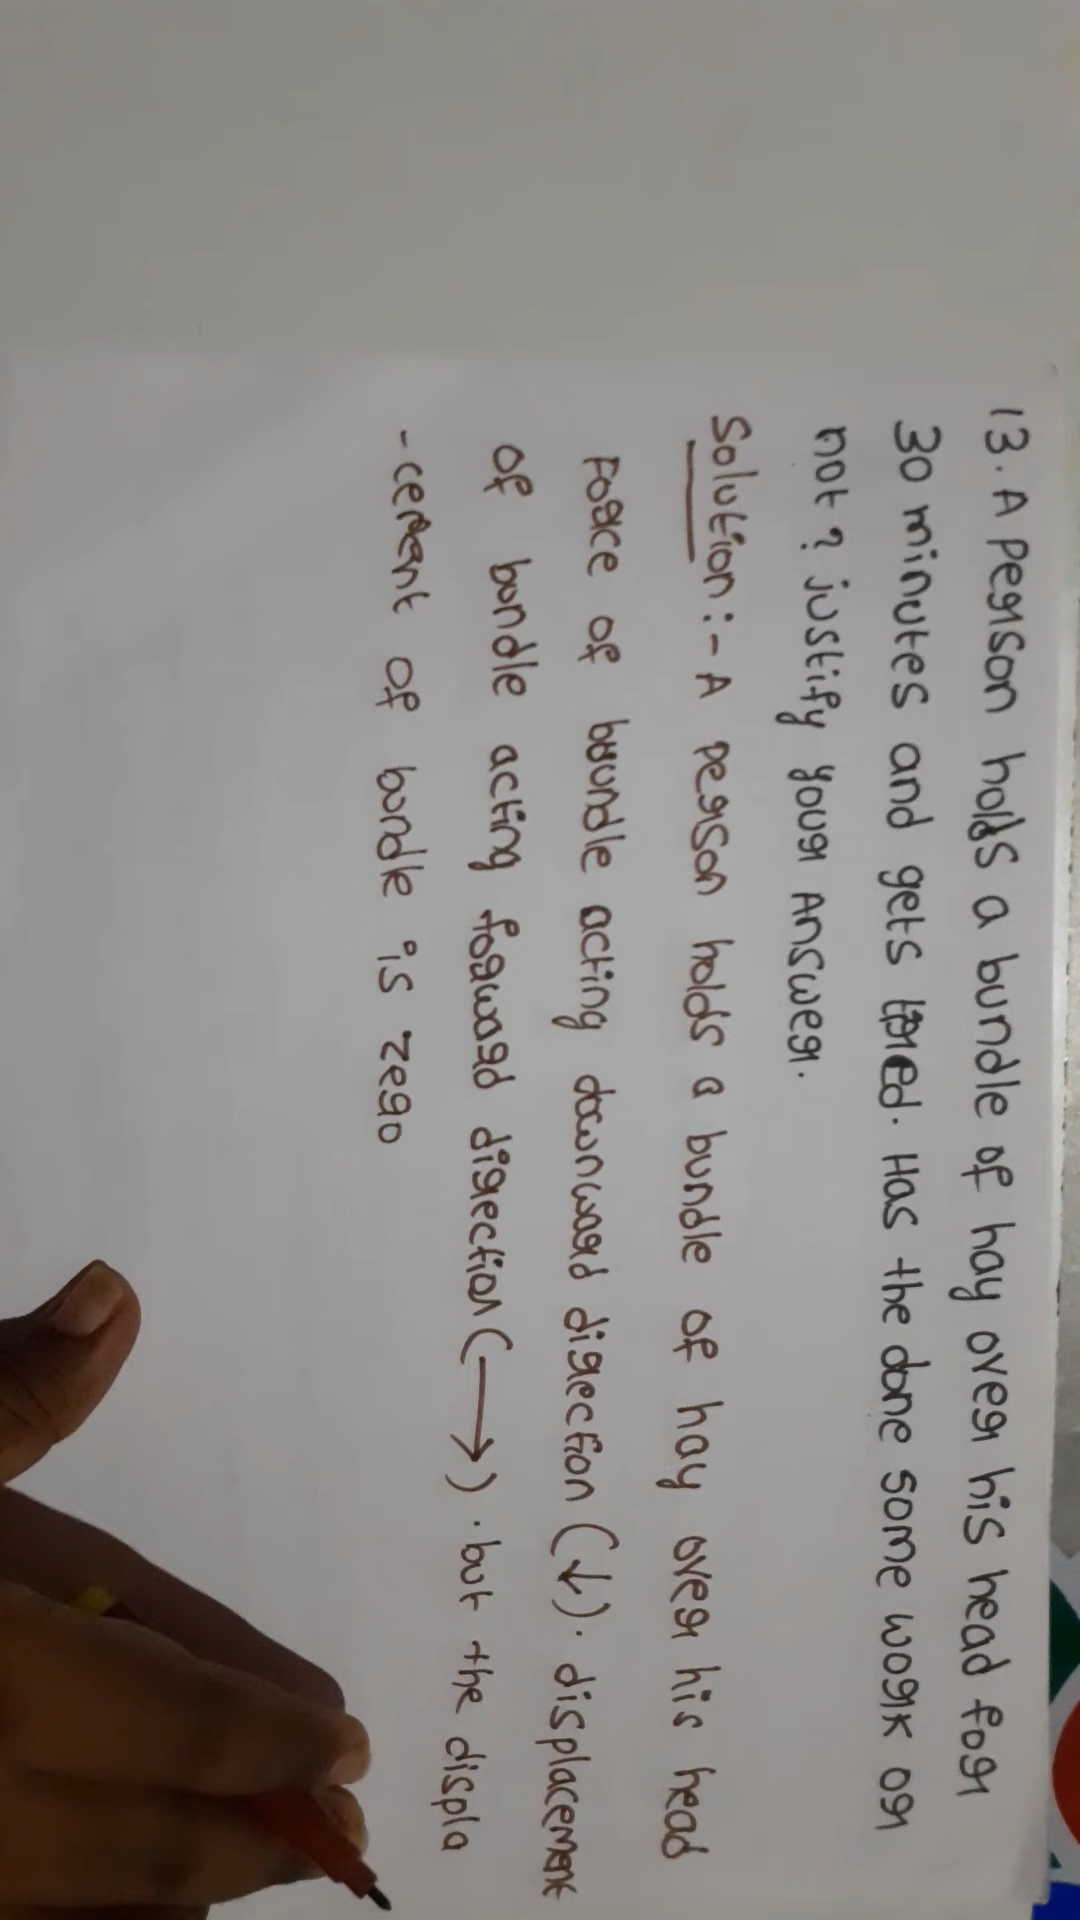 13. A person holds a bundle of hay over his head for
30 minutes and gets tired. Has the done some work or
not? justify your Answer.
Solution:- A person holds a bundle of hay over his head
Force of buundle acting downward direction (↓). displacement
of bundle acting forward direction (→). but the displa
-cement of bundle is zero